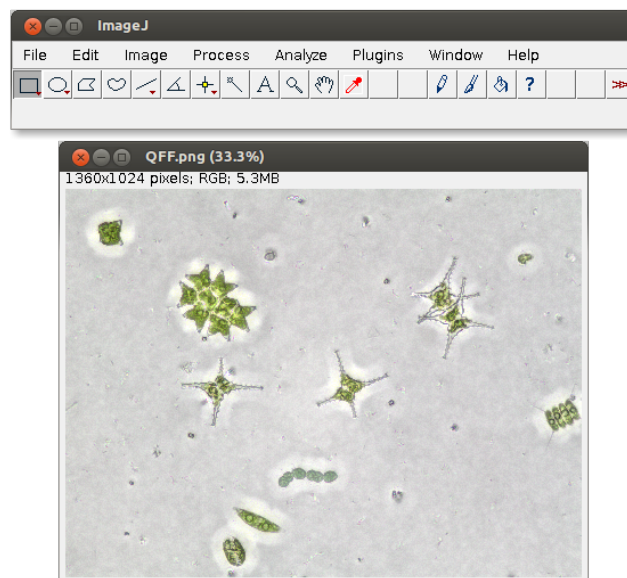 ImageJ
File Edit Image Process Analyze Plugins Window Help
A ?
QFF.png (33.3%)
1360x1024 pixels; RGB; 5.3MB